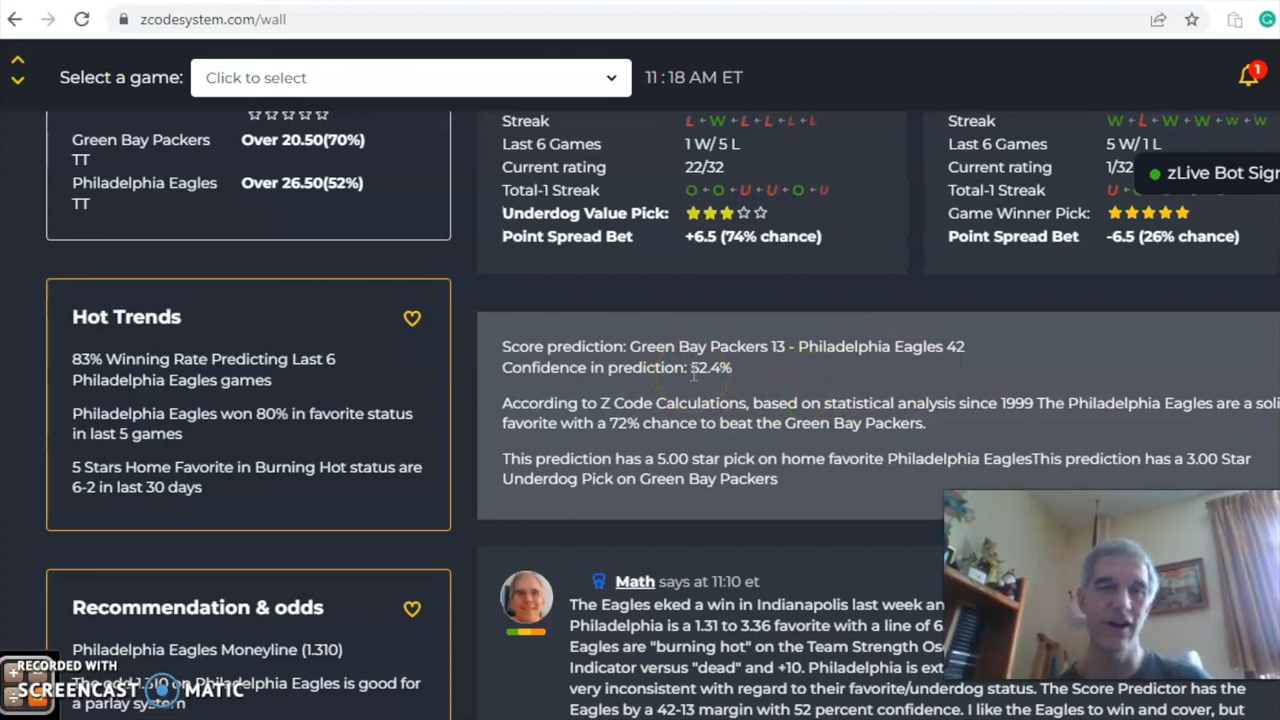 zcodesystem.com/wall
Select a game:
Click to select
11:18 AM ET
1
Green Bay Packers
TT
Over 20.50(70%)
Philadelphia Eagles
TT
Over 26.50(52%)
Streak
L W L L L L
Last 6 Games
1 W/ 5 L
Current rating
22/32
Total-1 Streak
O O U U O U
Underdog Value Pick:
Point Spread Bet
+6.5 (74% chance)
Streak
W L W W W W
Last 6 Games
5 W/ 1 L
Current rating
1/32
Total-1 Streak
U
Game Winner Pick:
Point Spread Bet
-6.5 (26% chance)
zLive Bot Sig
Hot Trends
83% Winning Rate Predicting Last 6
Philadelphia Eagles games
Philadelphia Eagles won 80% in favorite status
in last 5 games
5 Stars Home Favorite in Burning Hot status are
6-2 in last 30 days
Score prediction: Green Bay Packers 13 - Philadelphia Eagles 42
Confidence in prediction: 52.4%
According to Z Code Calculations, based on statistical analysis since 1999 The Philadelphia Eagles are a soli
favorite with a 72% chance to beat the Green Bay Packers.
This prediction has a 5.00 star pick on home favorite Philadelphia EaglesThis prediction has a 3.00 Star
Underdog Pick on Green Bay Packers
Recommendation & odds
Philadelphia Eagles Moneyline (1.310)
on Philadelphia Eagles is good for
a parlay system
Math says at 11:10 et
The Eagles eked a win in Indianapolis last week an
Philadelphia is a 1.31 to 3.36 favorite with a line of 6.
Eagles are "burning hot" on the Team Strength Os
Indicator versus "dead" and +10. Philadelphia is ext
very inconsistent with regard to their favorite/underdog status. The Score Predictor has the
Eagles by a 42-13 margin with 52 percent confidence. I like the Eagles to win and cover, but
RECORDED WITH
SCREENCAST MATIC